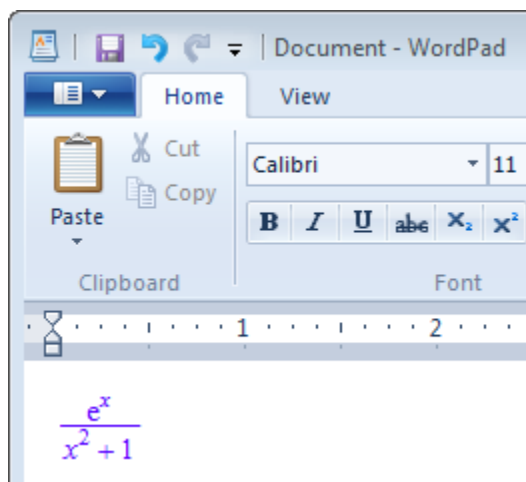 Document - WordPad
Home View
Cut
Copy
Paste
Clipboard
Calibri 11
B I U abc X₂ X²
Font
1 2
eˣ
x² + 1